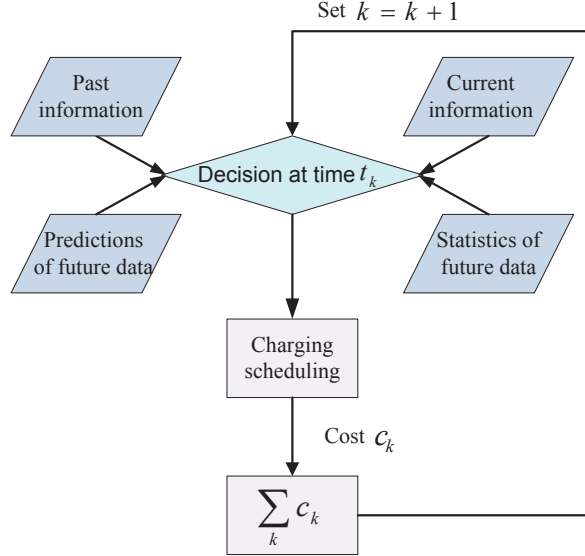 Set k = k + 1
Past
information
Current
information
Decision at time t_k
Predictions
of future data
Statistics of
future data
Charging
scheduling
Cost c_k
∑_k c_k